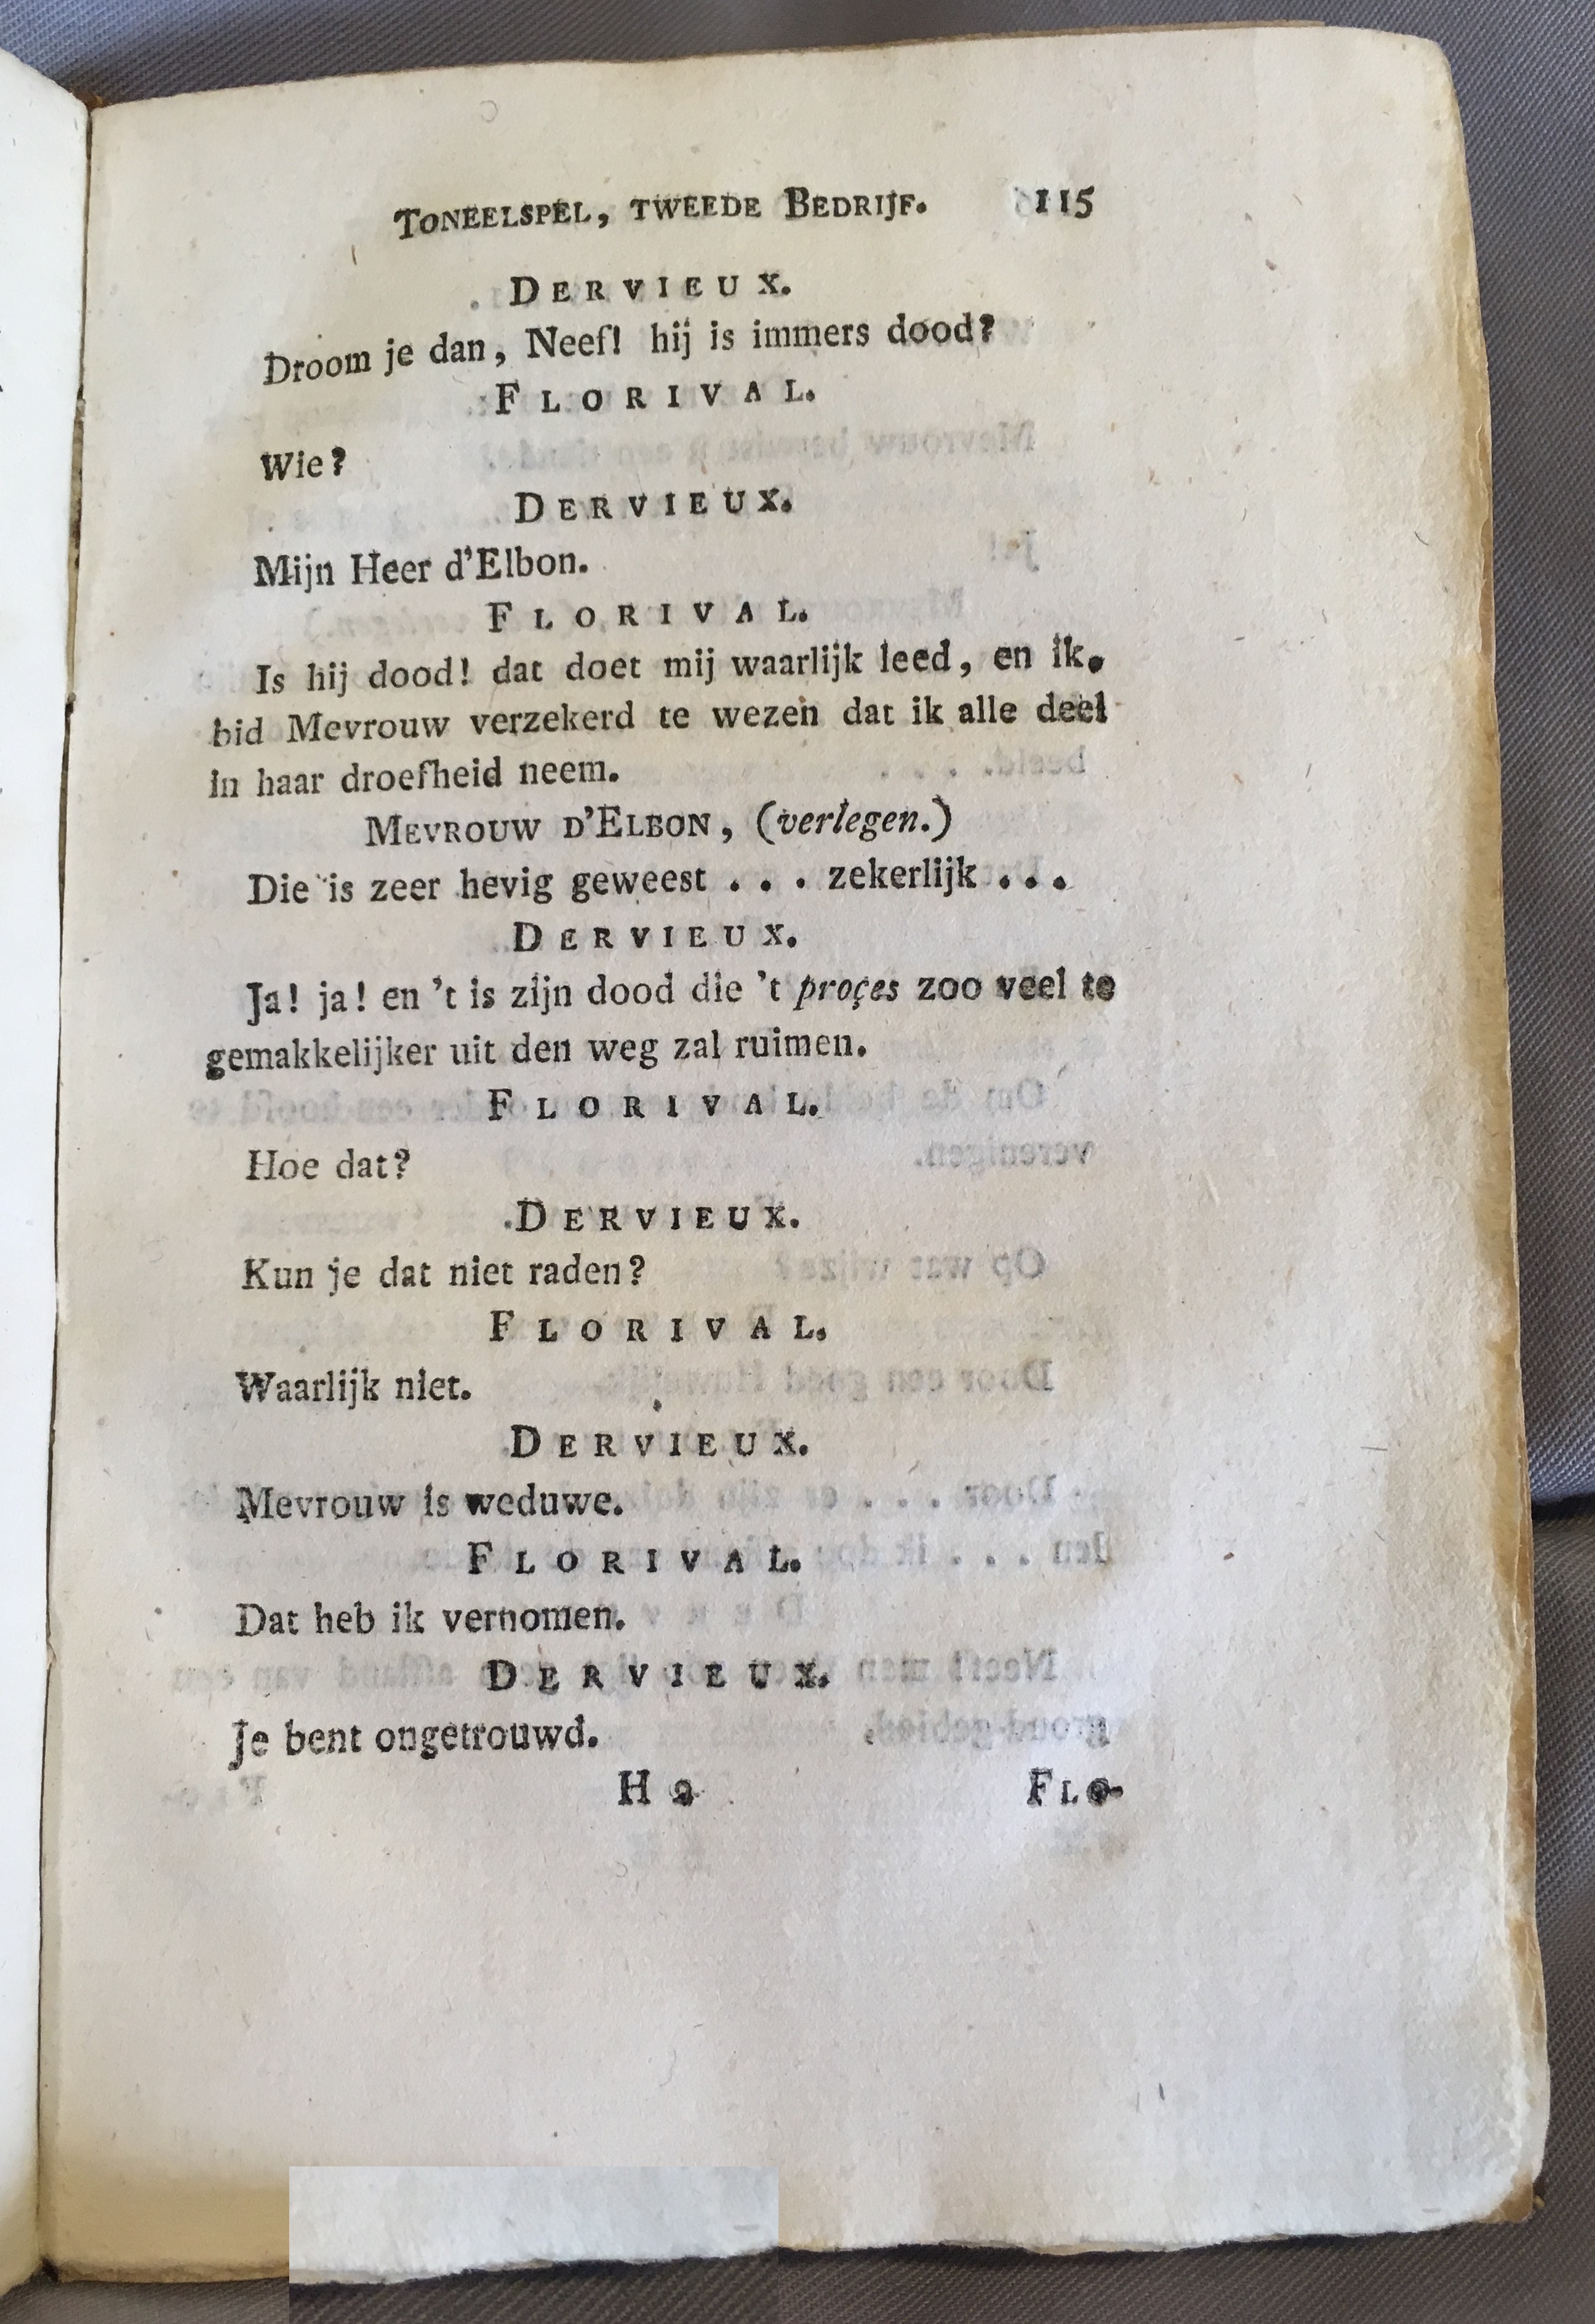 TONEELSPEL, TWEEDE BEDRIJF. 115
DERVIEUX.
Droom je dan, Neef! hij is immers dood?
FLORIVAL.
Wie?
DERVIEUX.
Mijn Heer d'Elbon.
FLORIVAL.
Is hij dood! dat doet mij waarlijk leed, en ik.
bid Mevrouw verzekerd te wezen dat ik alle deel
in haar droefheid neem.
MEVROUW D'ELBON, (verlegen.)
Die is zeer hevig geweest . . . zekerlijk . . .
DERVIEUX.
Ja! ja! en 't is zijn dood die 't proçes zoo veel te
gemakkelijker uit den weg zal ruimen.
FLORIVAL.
Hoe dat?
DERVIEUX.
Kun je dat niet raden?
FLORIVAL.
Waarlijk niet.
DERVIEUX.
Mevrouw is weduwe.
FLORIVAL.
Dat heb ik vernomen.
DERVIEUX.
Je bent ongetrouwd.
H 2 FLO-